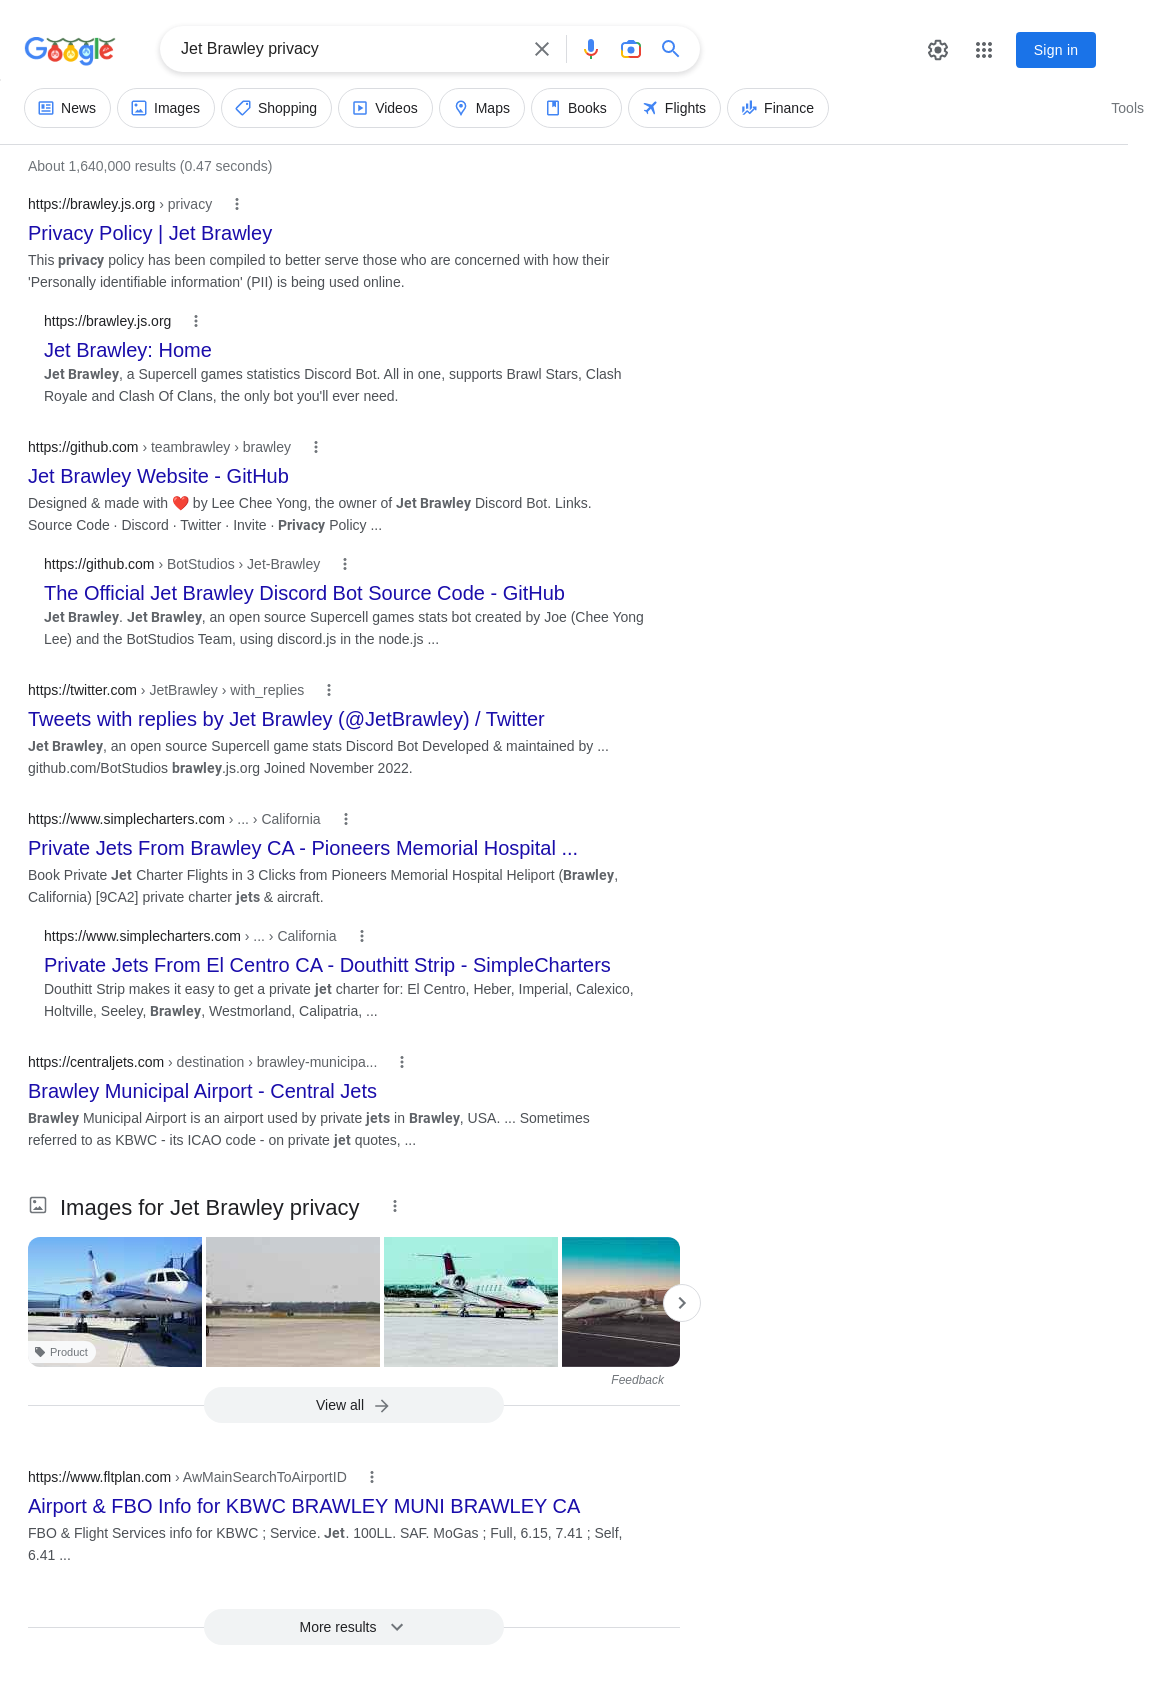 Google
Jet Brawley privacy
Sign in
News Images Shopping Videos Maps Books Flights Finance Tools
About 1,640,000 results (0.47 seconds)
https://brawley.js.org › privacy
Privacy Policy | Jet Brawley
This privacy policy has been compiled to better serve those who are concerned with how their
'Personally identifiable information' (PII) is being used online.
https://brawley.js.org
Jet Brawley: Home
Jet Brawley, a Supercell games statistics Discord Bot. All in one, supports Brawl Stars, Clash
Royale and Clash Of Clans, the only bot you'll ever need.
https://github.com › teambrawley › brawley
Jet Brawley Website - GitHub
Designed & made with ❤️ by Lee Chee Yong, the owner of Jet Brawley Discord Bot. Links.
Source Code · Discord · Twitter · Invite · Privacy Policy ...
https://github.com › BotStudios › Jet-Brawley
The Official Jet Brawley Discord Bot Source Code - GitHub
Jet Brawley. Jet Brawley, an open source Supercell games stats bot created by Joe (Chee Yong
Lee) and the BotStudios Team, using discord.js in the node.js ...
https://twitter.com › JetBrawley › with_replies
Tweets with replies by Jet Brawley (@JetBrawley) / Twitter
Jet Brawley, an open source Supercell game stats Discord Bot Developed & maintained by ...
github.com/BotStudios brawley.js.org Joined November 2022.
https://www.simplecharters.com › ... › California
Private Jets From Brawley CA - Pioneers Memorial Hospital ...
Book Private Jet Charter Flights in 3 Clicks from Pioneers Memorial Hospital Heliport (Brawley,
California) [9CA2] private charter jets & aircraft.
https://www.simplecharters.com › ... › California
Private Jets From El Centro CA - Douthitt Strip - SimpleCharters
Douthitt Strip makes it easy to get a private jet charter for: El Centro, Heber, Imperial, Calexico,
Holtville, Seeley, Brawley, Westmorland, Calipatria, ...
https://centraljets.com › destination › brawley-municipa...
Brawley Municipal Airport - Central Jets
Brawley Municipal Airport is an airport used by private jets in Brawley, USA. ... Sometimes
referred to as KBWC - its ICAO code - on private jet quotes, ...
Images for Jet Brawley privacy
Product
Feedback
View all
https://www.fltplan.com › AwMainSearchToAirportID
Airport & FBO Info for KBWC BRAWLEY MUNI BRAWLEY CA
FBO & Flight Services info for KBWC ; Service. Jet. 100LL. SAF. MoGas ; Full, 6.15, 7.41 ; Self,
6.41 ...
More results